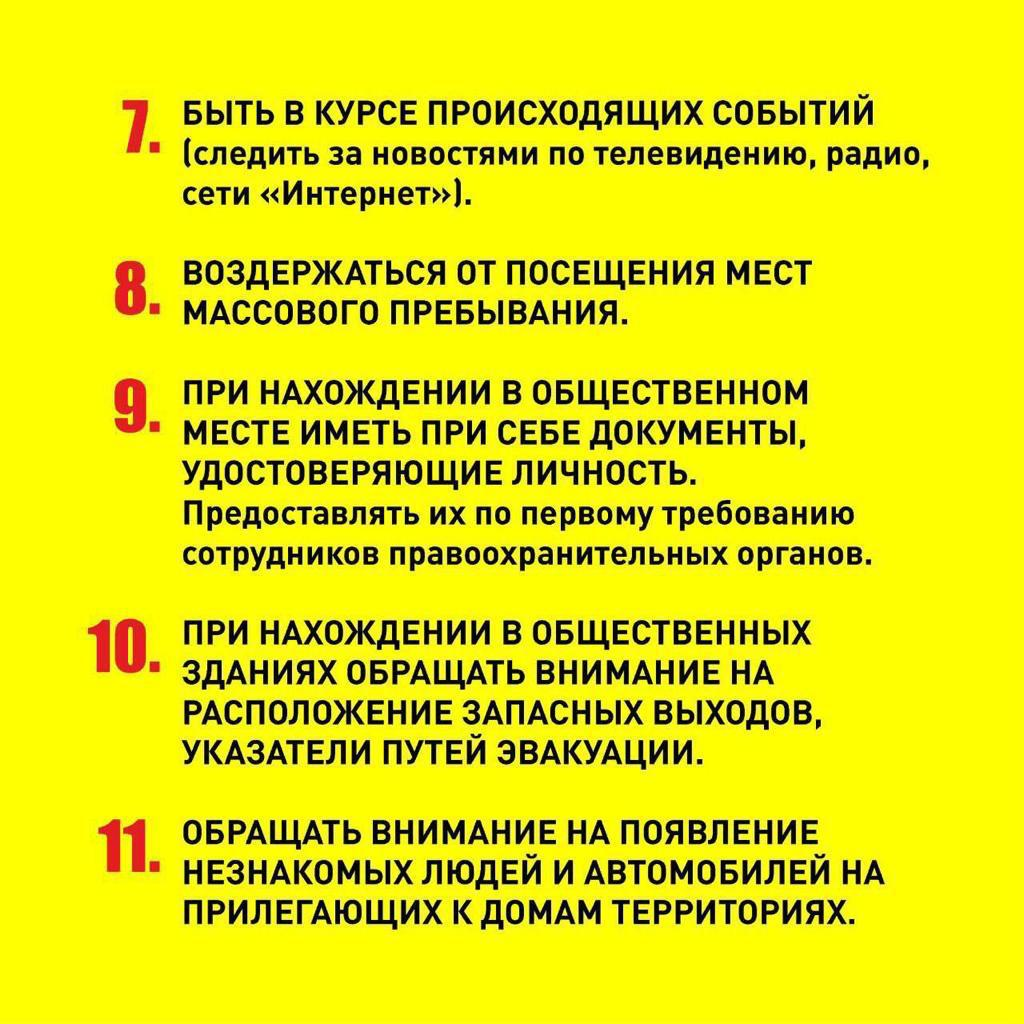 7. БЫТЬ В КУРСЕ ПРОИСХОДЯЩИХ СОБЫТИЙ
(следить за новостями по телевидению, радио,
сети «Интернет»).
8. ВОЗДЕРЖАТЬСЯ ОТ ПОСЕЩЕНИЯ МЕСТ
МАССОВОГО ПРЕБЫВАНИЯ.
9. ПРИ НАХОЖДЕНИИ В ОБЩЕСТВЕННОМ
МЕСТЕ ИМЕТЬ ПРИ СЕБЕ ДОКУМЕНТЫ,
УДОСТОВЕРЯЮЩИЕ ЛИЧНОСТЬ.
Предоставлять их по первому требованию
сотрудников правоохранительных органов.
10. ПРИ НАХОЖДЕНИИ В ОБЩЕСТВЕННЫХ
ЗДАНИЯХ ОБРАЩАТЬ ВНИМАНИЕ НА
РАСПОЛОЖЕНИЕ ЗАПАСНЫХ ВЫХОДОВ,
УКАЗАТЕЛИ ПУТЕЙ ЭВАКУАЦИИ.
11. ОБРАЩАТЬ ВНИМАНИЕ НА ПОЯВЛЕНИЕ
НЕЗНАКОМЫХ ЛЮДЕЙ И АВТОМОБИЛЕЙ НА
ПРИЛЕГАЮЩИХ К ДОМАМ ТЕРРИТОРИЯХ.